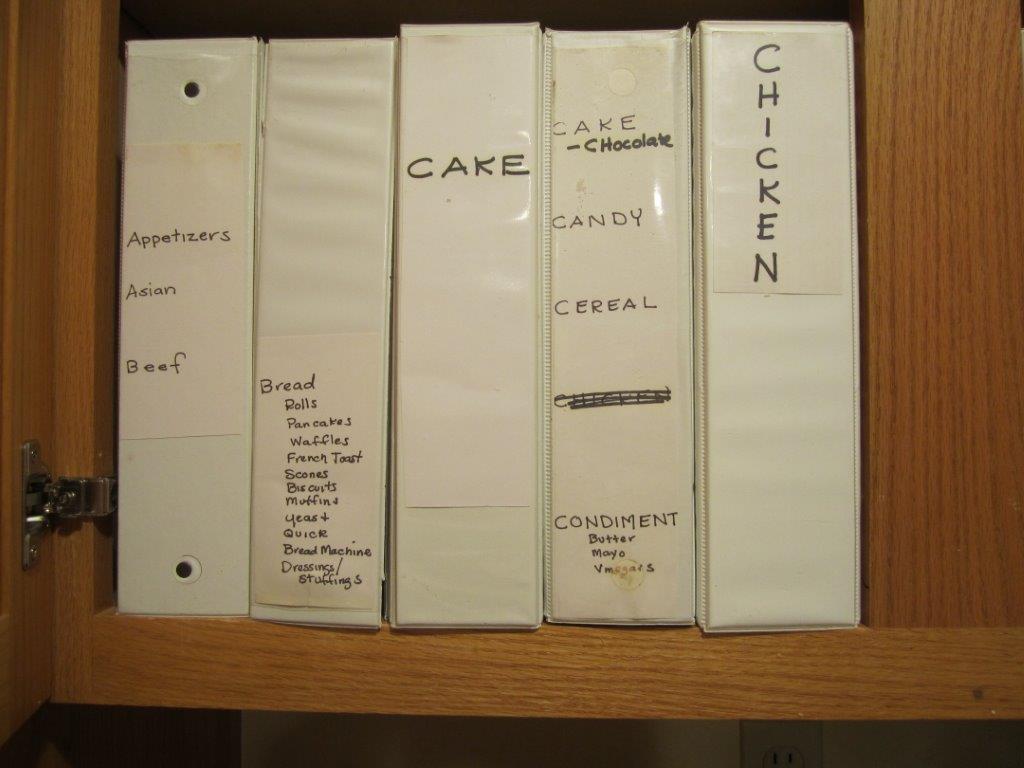 Appetizers
Asian
Beef
Bread
Rolls
Pancakes
Waffles
French Toast
Scones
Biscuits
Muffins
Yeast
Quick
Bread Machine
Dressings/
Stuffings
CAKE
CAKE
- CHocolate
CANDY
CEREAL
CHICKEN
CONDIMENT
Butter
Mayo
Vinegars
CHICKEN